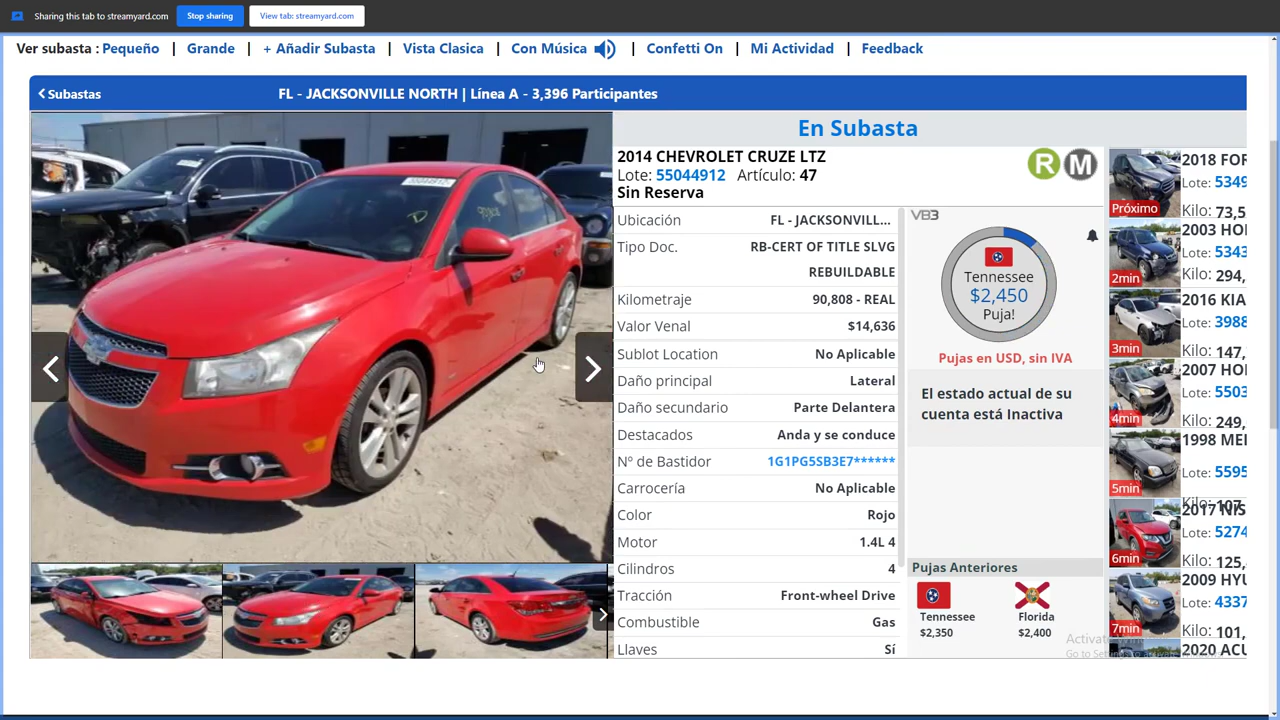 Sharing this tab to streamyard.com
Stop sharing
View tab: streamyard.com
Ver subasta : Pequeño | Grande | + Añadir Subasta | Vista Clasica | Con Música | Confetti On | Mi Actividad | Feedback
Subastas
FL - JACKSONVILLE NORTH | Línea A - 3,396 Participantes
En Subasta
2014 CHEVROLET CRUZE LTZ
Lote: 55044912 Artículo: 47
Sin Reserva
R M
Ubicación FL - JACKSONVILL...
Tipo Doc. RB-CERT OF TITLE SLVG
REBUILDABLE
Kilometraje 90,808 - REAL
Valor Venal $14,636
Sublot Location No Aplicable
Daño principal Lateral
Daño secundario Parte Delantera
Destacados Anda y se conduce
Nº de Bastidor 1G1PG5SB3E7******
Carrocería No Aplicable
Color Rojo
Motor 1.4L 4
Cilindros 4
Tracción Front-wheel Drive
Combustible Gas
Llaves Sí
VB3
Tennessee
$2,450
Puja!
Pujas en USD, sin IVA
El estado actual de su
cuenta está Inactiva
Pujas Anteriores
Tennessee
$2,350
Florida
$2,400
2018 FOR
Lote: 5349
Próximo
Kilo: 73,5
2003 HO
Lote: 5343
2min
Kilo: 294,
2016 KIA
Lote: 3988
3min
Kilo: 147,
2007 HO
Lote: 5503
4min
Kilo: 249,
1998 ME
Lote: 5595
5min
Kilo: 107,
2017 NIS
Lote: 5274
6min
Kilo: 125,
2009 HYU
Lote: 4337
7min
Kilo: 101,
2020 ACU
55044912